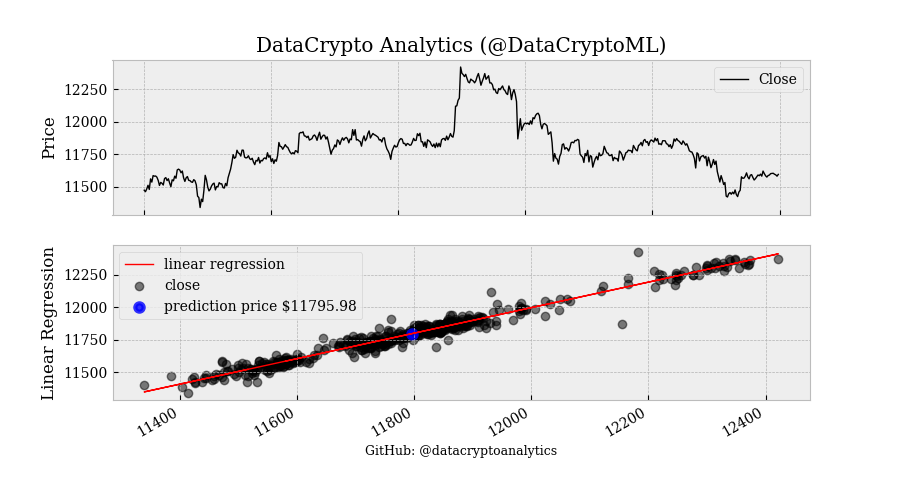 DataCrypto Analytics (@DataCryptoML)
Price
12250
12000
11750
11500
Close
Linear Regression
12250
12000
11750
11500
linear regression
close
prediction price $11795.98
11400
11600
11800
12000
12200
12400
GitHub: @datacryptoanalytics